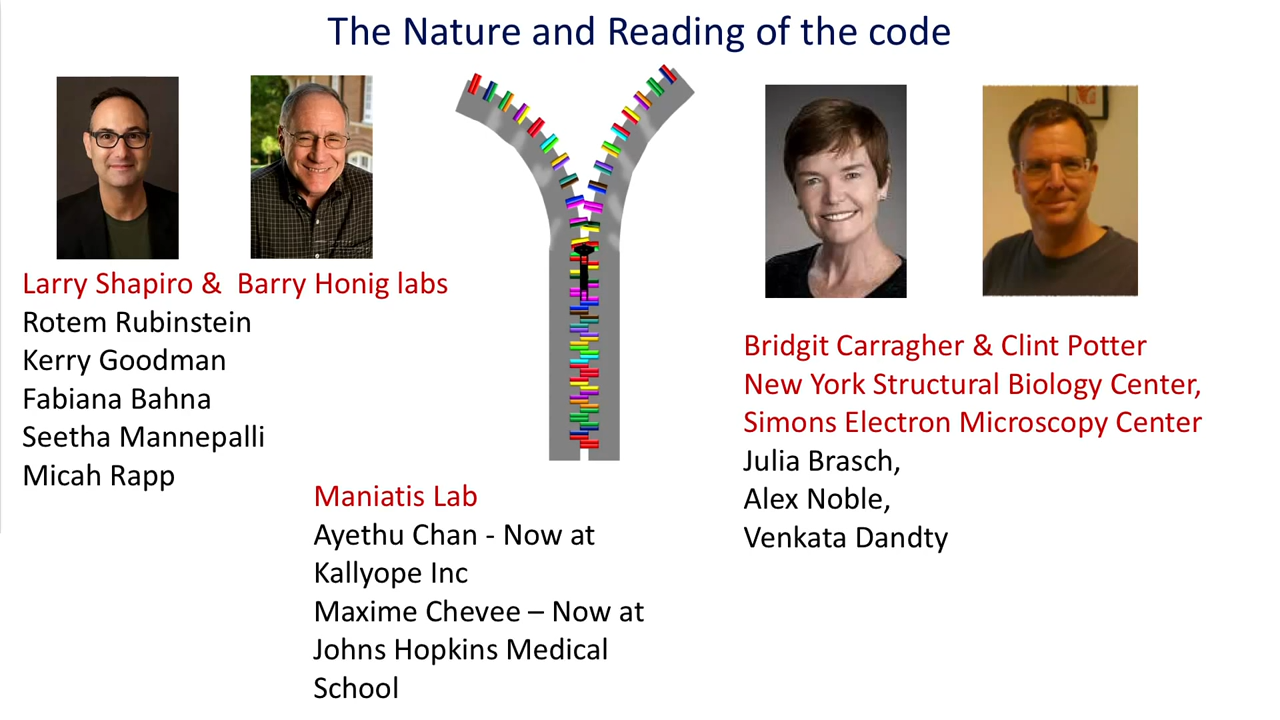 The Nature and Reading of the code
Larry Shapiro & Barry Honig labs
Rotem Rubinstein
Kerry Goodman
Fabiana Bahna
Seetha Mannepalli
Micah Rapp
Maniatis Lab
Ayethu Chan - Now at
Kallyope Inc
Maxime Chevee – Now at
Johns Hopkins Medical
School
Bridgit Carragher & Clint Potter
New York Structural Biology Center,
Simons Electron Microscopy Center
Julia Brasch,
Alex Noble,
Venkata Dandty